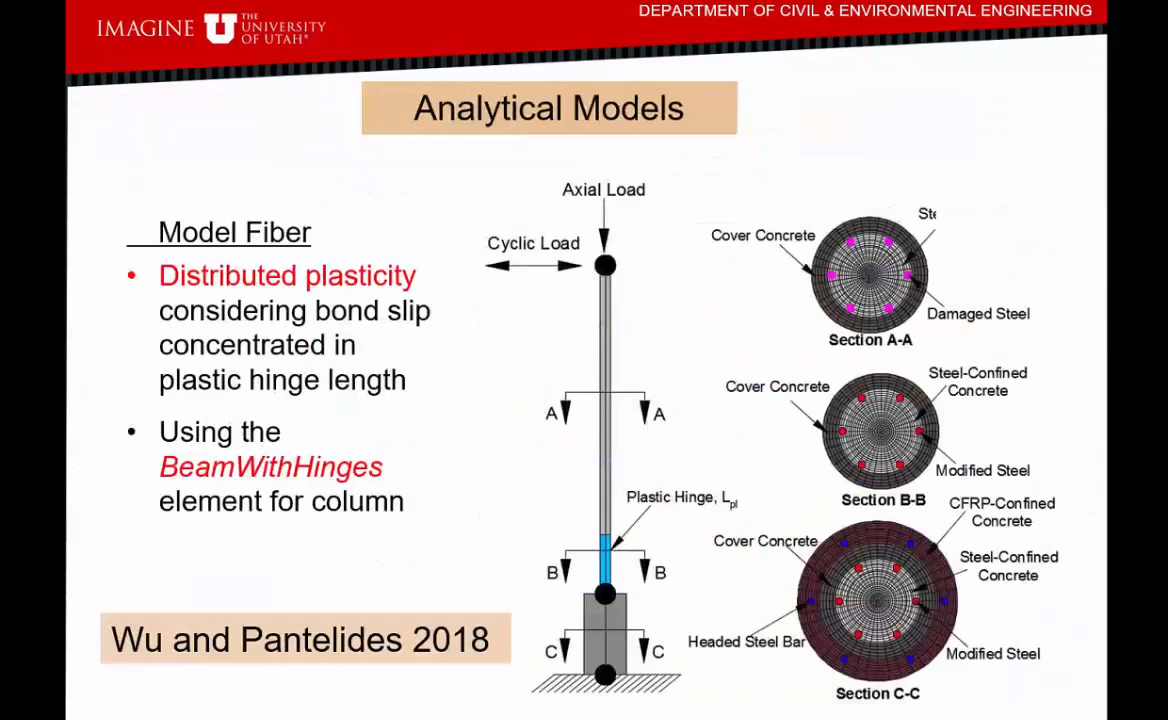 IMAGINE
THE
UNIVERSITY
OF UTAH®
DEPARTMENT OF CIVIL & ENVIRONMENTAL ENGINEERING
Analytical Models
Model Fiber
• Distributed plasticity
considering bond slip
concentrated in
plastic hinge length
• Using the
BeamWithHinges
element for column
Wu and Pantelides 2018
Axial Load
Cyclic Load
A A
Plastic Hinge, Lpl
B B
C C
Cover Concrete
Damaged Steel
Section A-A
Cover Concrete
Steel-Confined
Concrete
Modified Steel
Section B-B
CFRP-Confined
Concrete
Cover Concrete
Steel-Confined
Concrete
Headed Steel Bar
Modified Steel
Section C-C